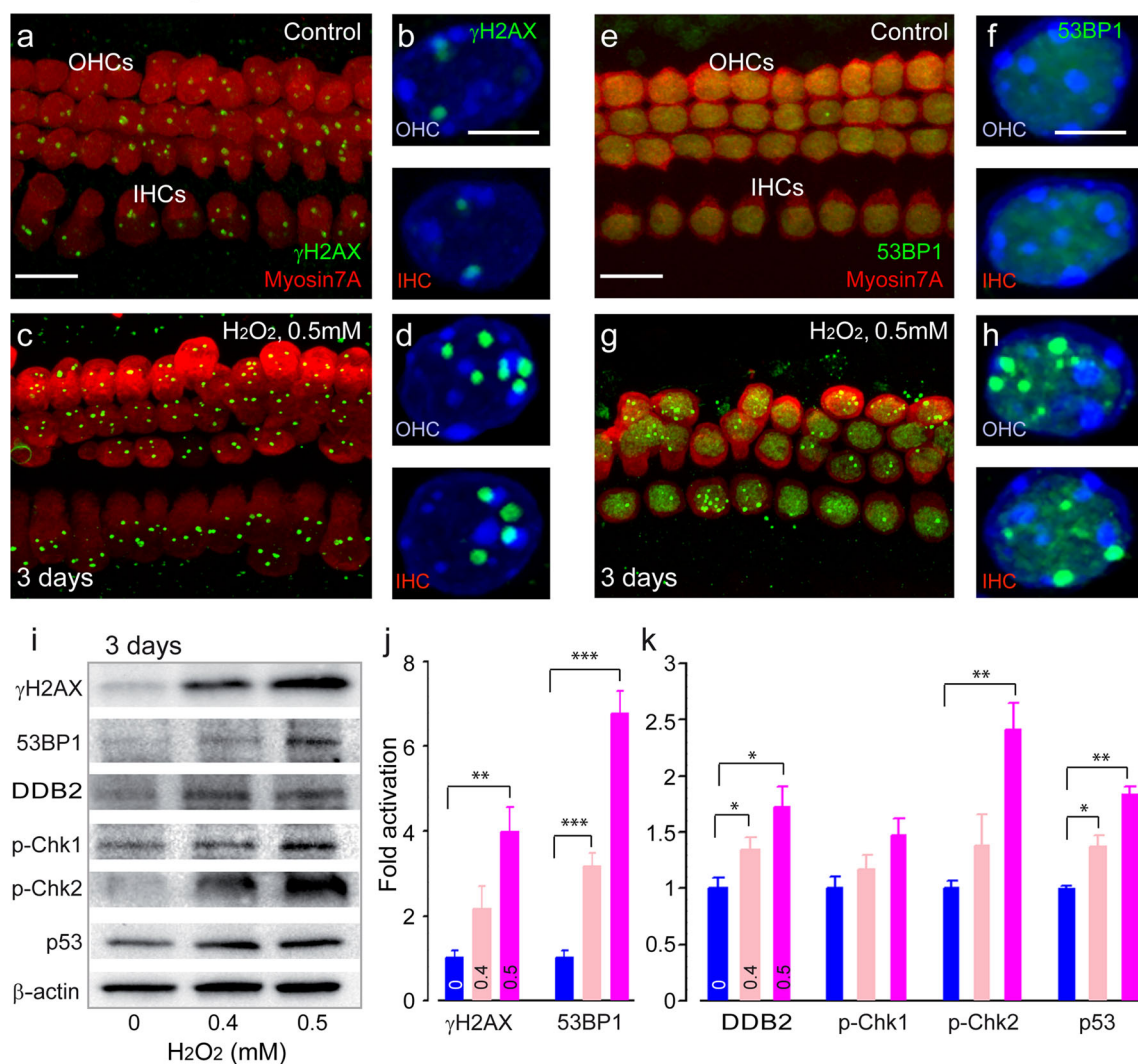 a
Control
OHCs
IHCs
γH2AX
Myosin7A
b
γH2AX
OHC
IHC
c
H2O2, 0.5mM
3 days
d
OHC
IHC
e
Control
OHCs
IHCs
53BP1
Myosin7A
f
53BP1
OHC
IHC
g
H2O2, 0.5mM
3 days
h
OHC
IHC
i
3 days
γH2AX
53BP1
DDB2
p-Chk1
p-Chk2
p53
β-actin
0 0.4 0.5
H2O2 (mM)
j
Fold activation
8
6
4
2
0
**
***
***
0 0.4 0.5
γH2AX 53BP1
k
3
2.5
2
1.5
1
0.5
0
*
*
**
**
*
0 0.4 0.5
DDB2 p-Chk1 p-Chk2 p53